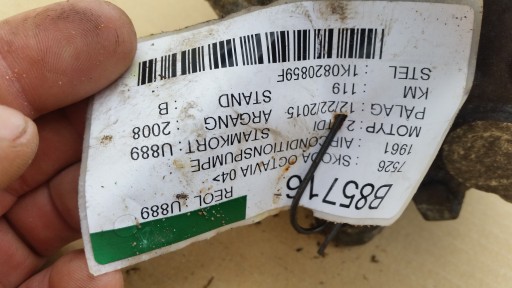 B85716
7526 : SKODA OCTAVIA 04>
1961 : AIRCONDITIONSPUMPE
MOTYP : 2. TDI STAMKORT : U889
PALAG : 12/22/2015 ARGANG : 2008
KM : 119 STAND : B
STEL : 1K0820859F
REOL U889